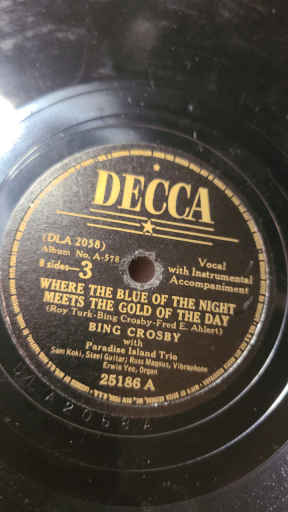 DECCA
(DLA 2058)
Album No. A-578
8 sides-3
Vocal
with Instrumental
Accompaniment
WHERE THE BLUE OF THE NIGHT
MEETS THE GOLD OF THE DAY
(Roy Turk-Bing Crosby-Fred E. Ahlert)
BING CROSBY
with
Paradise Island Trio
Sam Koki, Steel Guitar; Russ Magnus, Vibraphone
Erwin Yeo, Organ
25186 A